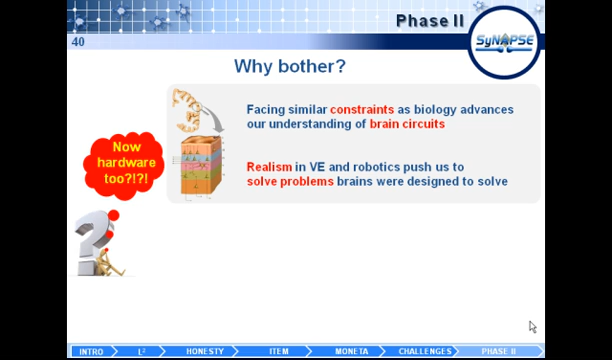 Phase II
40
SyNAPSE
Why bother?
Facing similar constraints as biology advances
our understanding of brain circuits
Now
hardware
too?!?!
Realism in VE and robotics push us to
solve problems brains were designed to solve
INTRO
L²
HONESTY
ITEM
MONETA
CHALLENGES
PHASE II